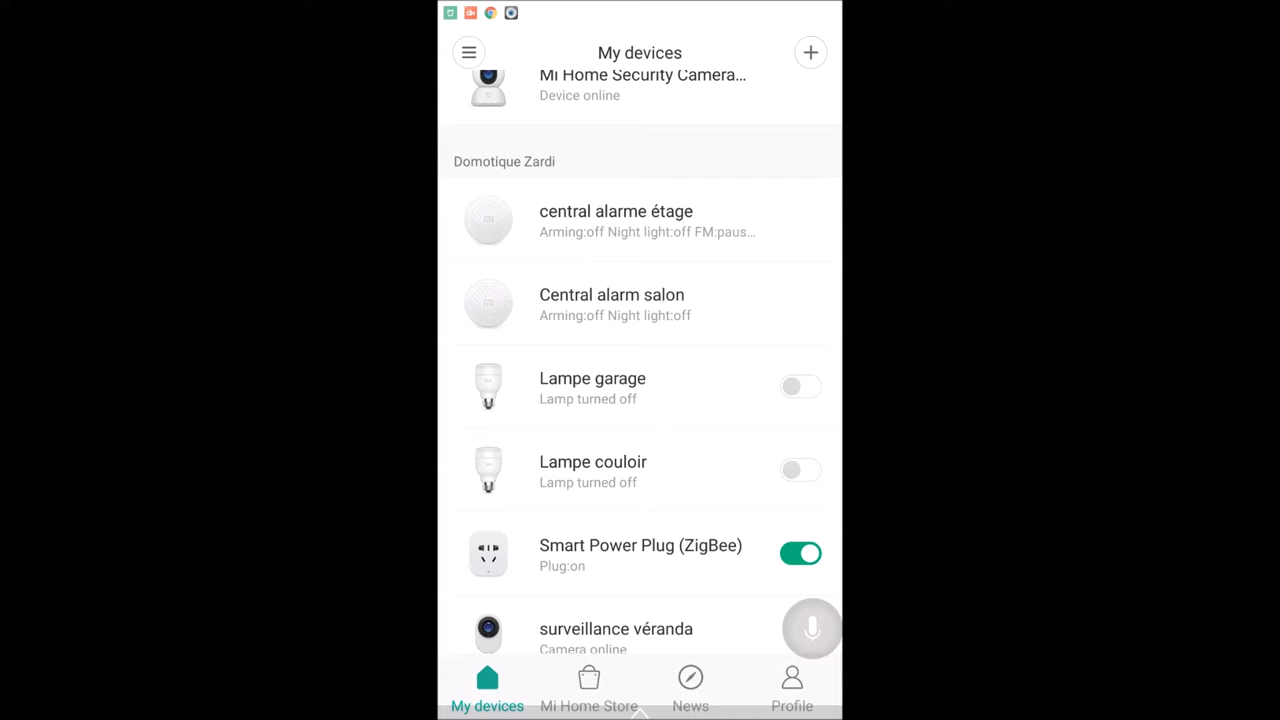 My devices
Mi Home Security Camera...
Device online
Domotique Zardi
central alarme étage
Arming:off Night light:off FM:paus...
Central alarm salon
Arming:off Night light:off
Lampe garage
Lamp turned off
Lampe couloir
Lamp turned off
Smart Power Plug (ZigBee)
Plug:on
surveillance véranda
Camera online
My devices
Mi Home Store
News
Profile